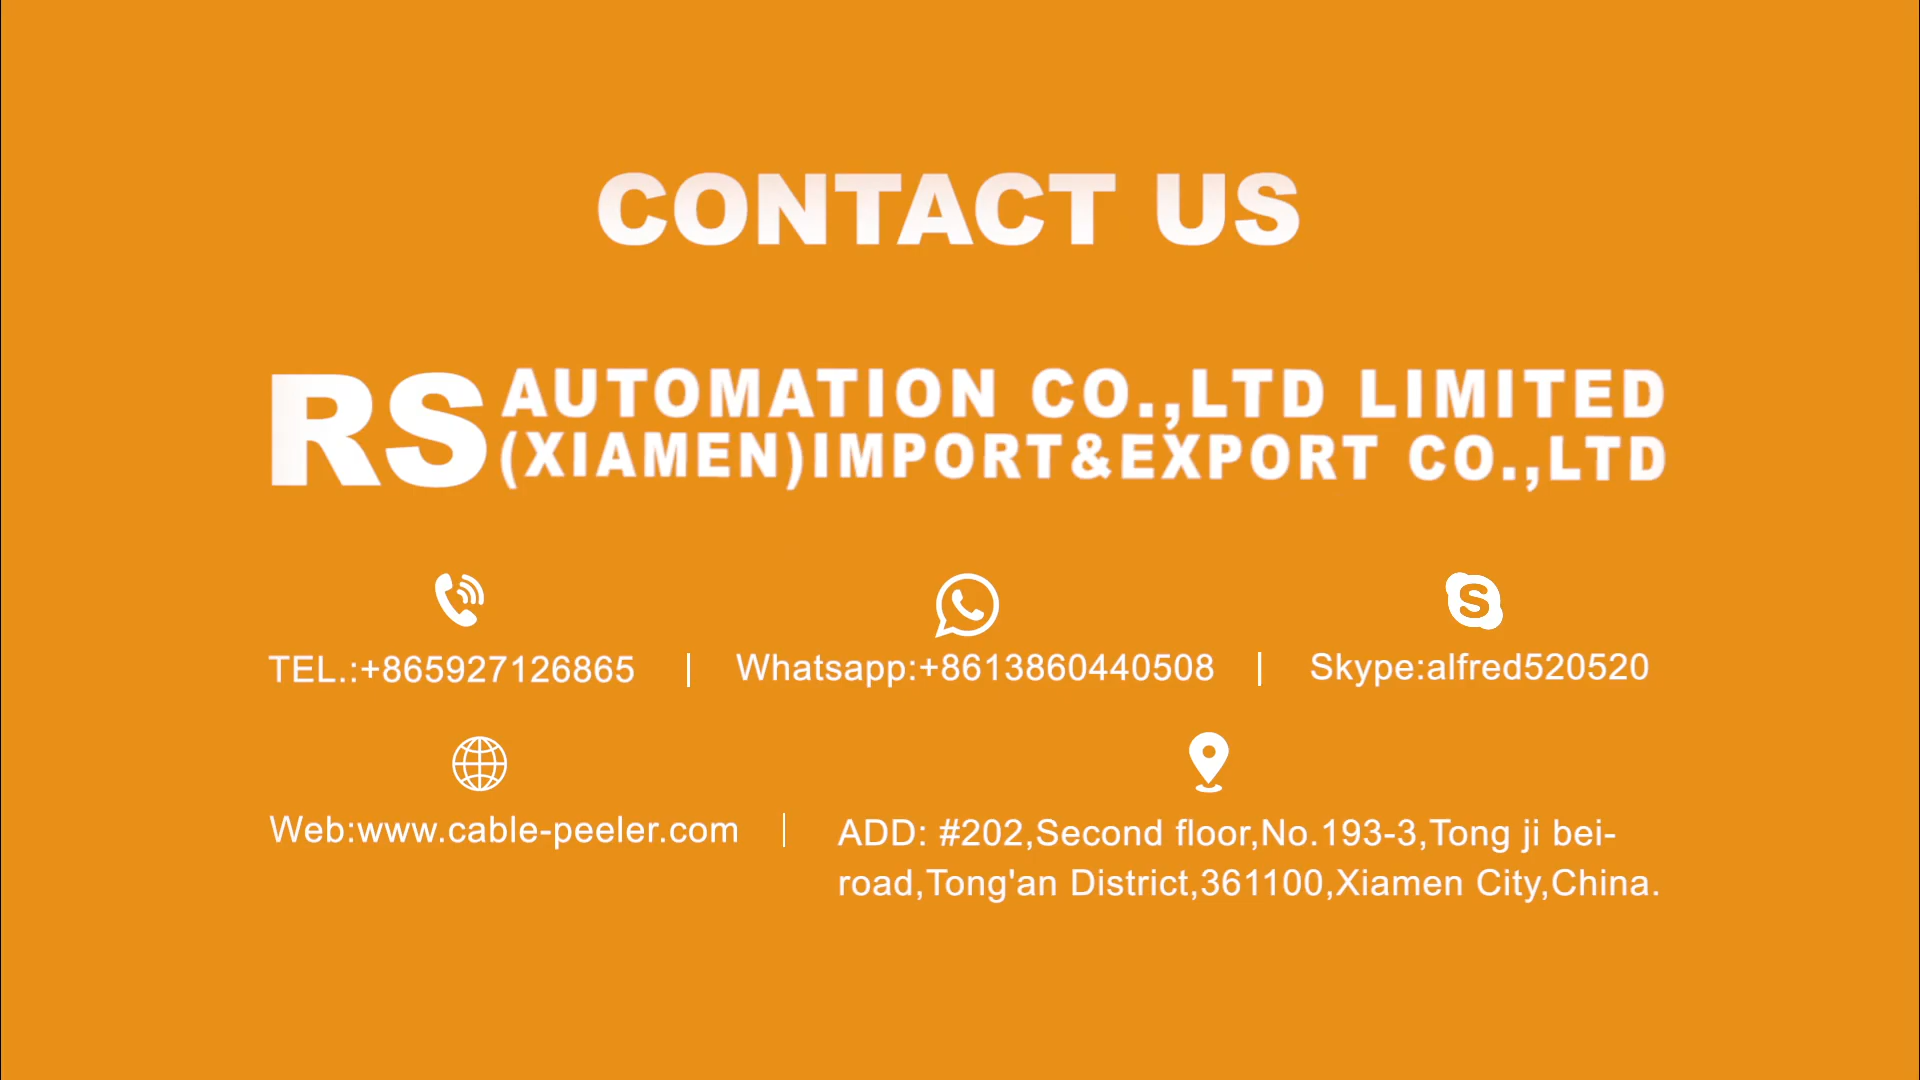 CONTACT US
RS AUTOMATION CO.,LTD LIMITED
(XIAMEN)IMPORT&EXPORT CO.,LTD
TEL.:+865927126865 | Whatsapp:+8613860440508 | Skype:alfred520520
Web:www.cable-peeler.com | ADD: #202,Second floor,No.193-3,Tong ji bei-
road,Tong'an District,361100,Xiamen City,China.